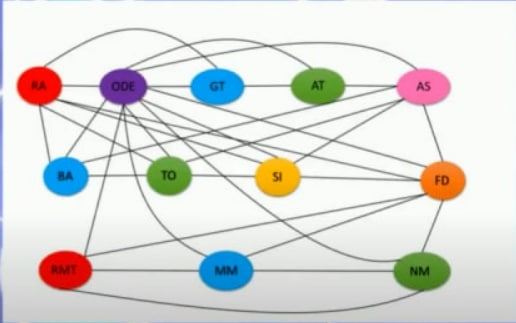 RA ODE GT AT AS
BA TO SI FD
RMT MM NM